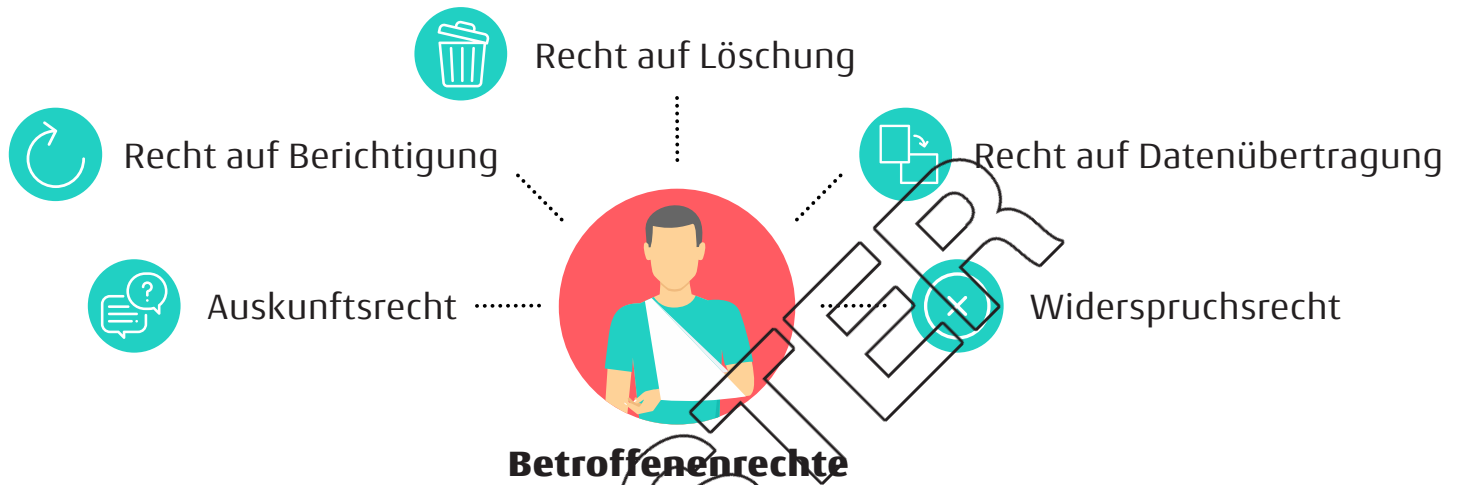 Recht auf Löschung
Recht auf Berichtigung
Recht auf Datenübertragung
Auskunftsrecht
?
Widerspruchsrecht
Betroffenenrechte